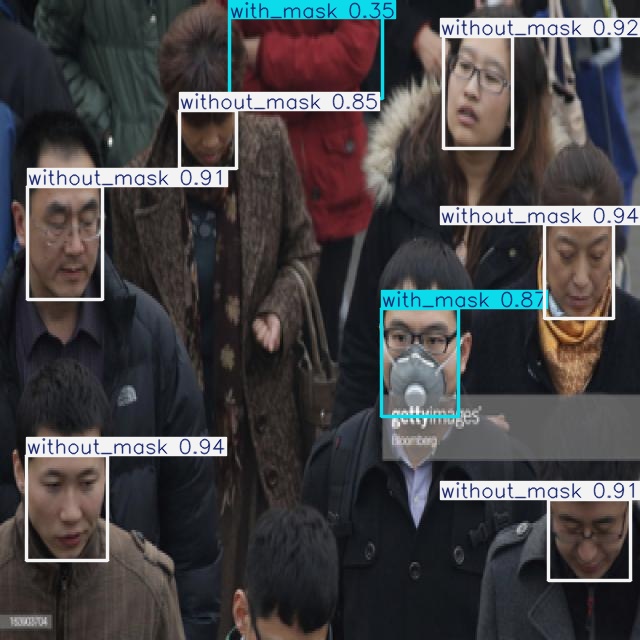 with_mask 0.35
without_mask 0.92
without_mask 0.85
without_mask 0.91
without_mask 0.94
with_mask 0.87
gettyimages®
Bloomberg
without_mask 0.94
without_mask 0.91